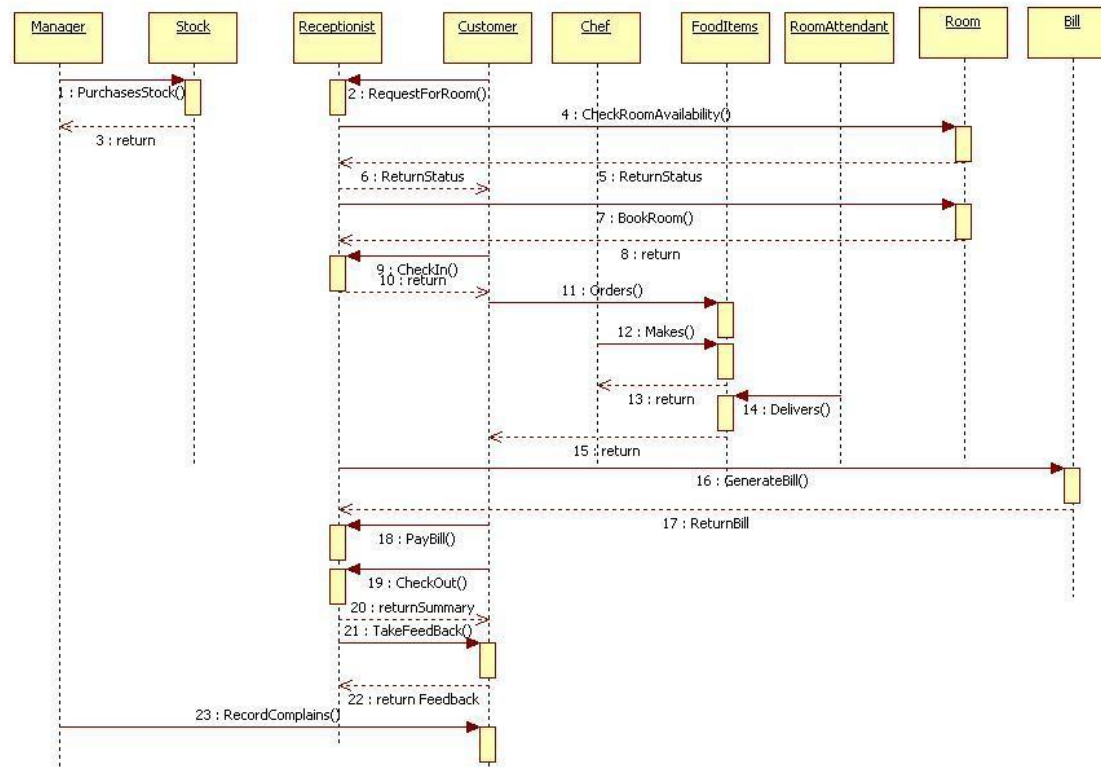 Manager
Stock
Receptionist
Customer
Chef
FoodItems
RoomAttendant
Room
Bill
1 : PurchasesStock()
2 : RequestForRoom()
3 : return
4 : CheckRoomAvailability()
5 : ReturnStatus
6 : ReturnStatus
7 : BookRoom()
8 : return
9 : CheckIn()
10 : return
11 : Orders()
12 : Makes()
13 : return
14 : Delivers()
15 : return
16 : GenerateBill()
17 : ReturnBill
18 : PayBill()
19 : CheckOut()
20 : returnSummary
21 : TakeFeedBack()
22 : return Feedback
23 : RecordComplains()